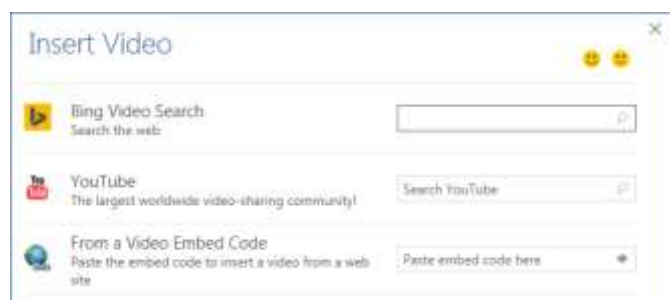 Insert Video
Bing Video Search
Search the web
YouTube
The largest worldwide video-sharing community!
Search YouTube
From a Video Embed Code
Paste the embed code to insert a video from a web
site
Paste embed code here